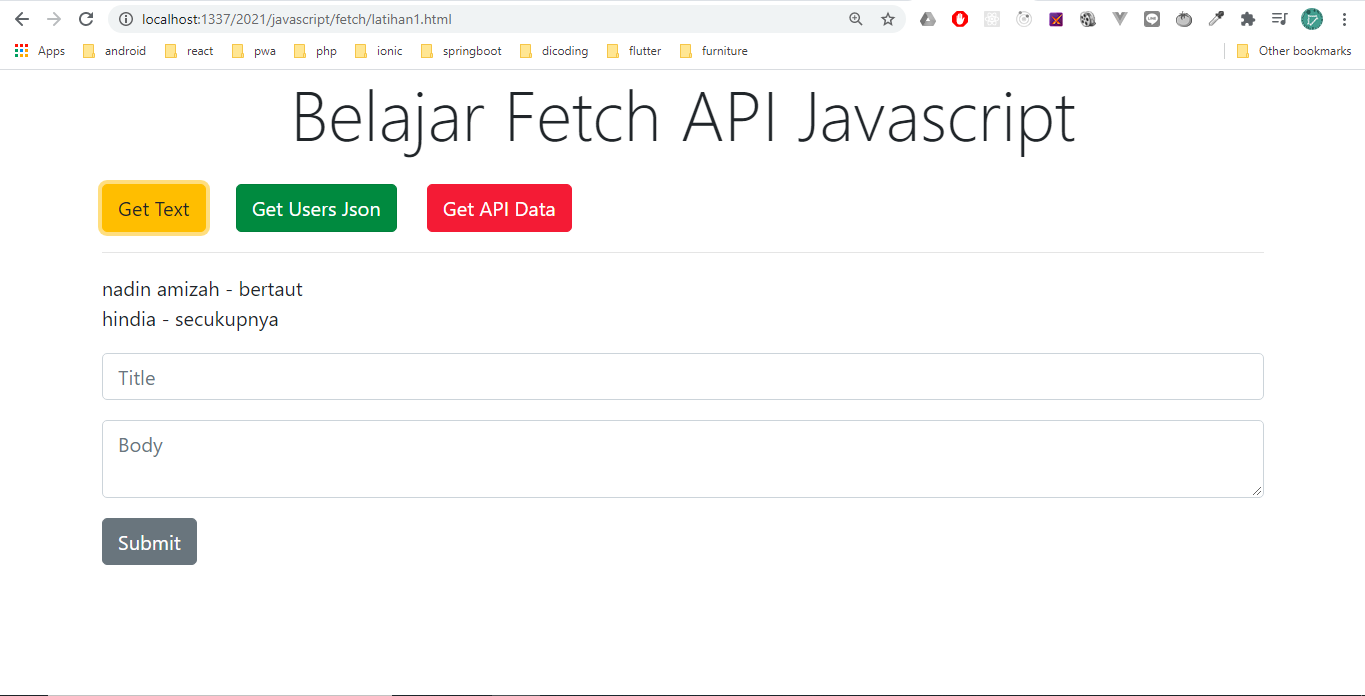 localhost:1337/2021/javascript/fetch/latihan1.html
Apps android react pwa php ionic springboot dicoding flutter furniture Other bookmarks
Belajar Fetch API Javascript
Get Text Get Users Json Get API Data
nadin amizah - bertaut
hindia - secukupnya
Title
Body
Submit